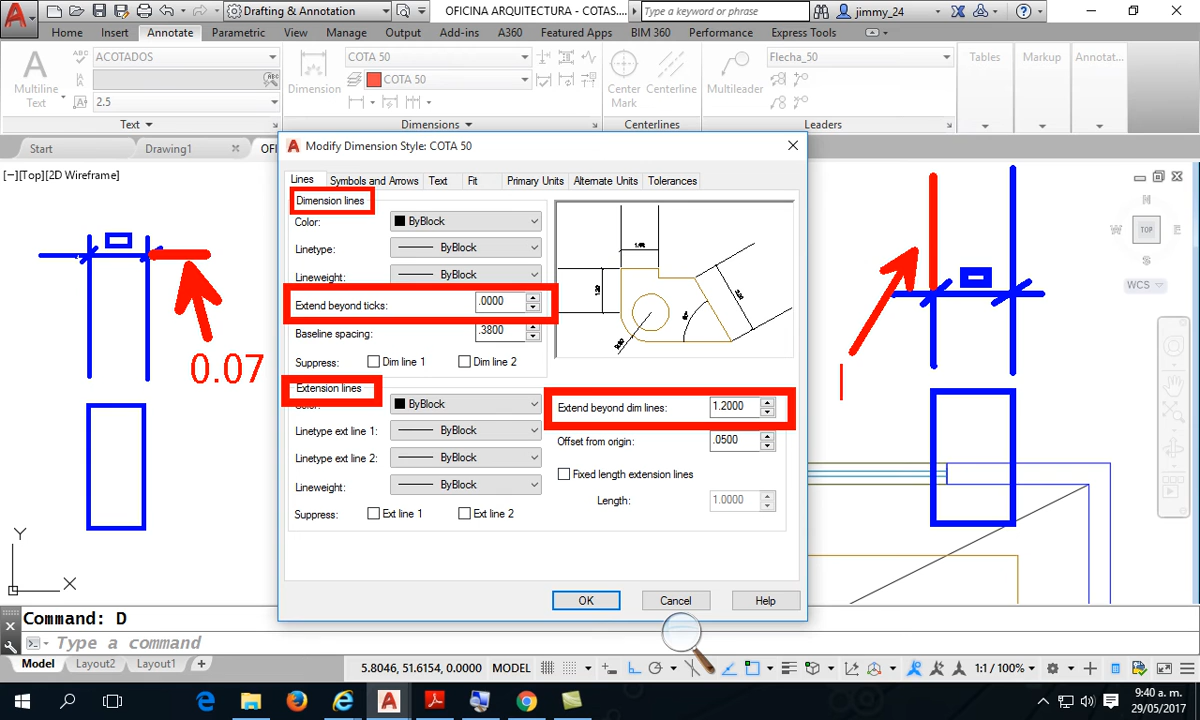 Drafting & Annotation
OFICINA ARQUITECTURA - COTAS....
Type a keyword or phrase
jimmy_24
Home Insert Annotate Parametric View Manage Output Add-ins A360 Featured Apps BIM 360 Performance Express Tools
ACOTADOS
COTA 50
Flecha_50
Tables Markup Annotat...
COTA 50
Multiline Text
Dimension
Center Mark
Centerline
Multileader
2.5
Text Dimensions Centerlines Leaders
Start Drawing1 OFI
Modify Dimension Style: COTA 50
[−][Top][2D Wireframe]
Lines Symbols and Arrows Text Fit Primary Units Alternate Units Tolerances
Dimension lines
Color: ByBlock
Linetype: ByBlock
Lineweight: ByBlock
Extend beyond ticks: .0000
Baseline spacing: .3800
Suppress: Dim line 1 Dim line 2
Extension lines
Color: ByBlock
Linetype ext line 1: ByBlock
Linetype ext line 2: ByBlock
Lineweight: ByBlock
Suppress: Ext line 1 Ext line 2
Extend beyond dim lines: 1.2000
Offset from origin: .0500
Fixed length extension lines
Length: 1.0000
OK Cancel Help
0.07
N
W TOP E
S
WCS
Y
X
Command: D
Type a command
Model Layout2 Layout1 +
5.8046, 51.6154, 0.0000 MODEL 1:1 / 100%
9:40 a. m.
29/05/2017